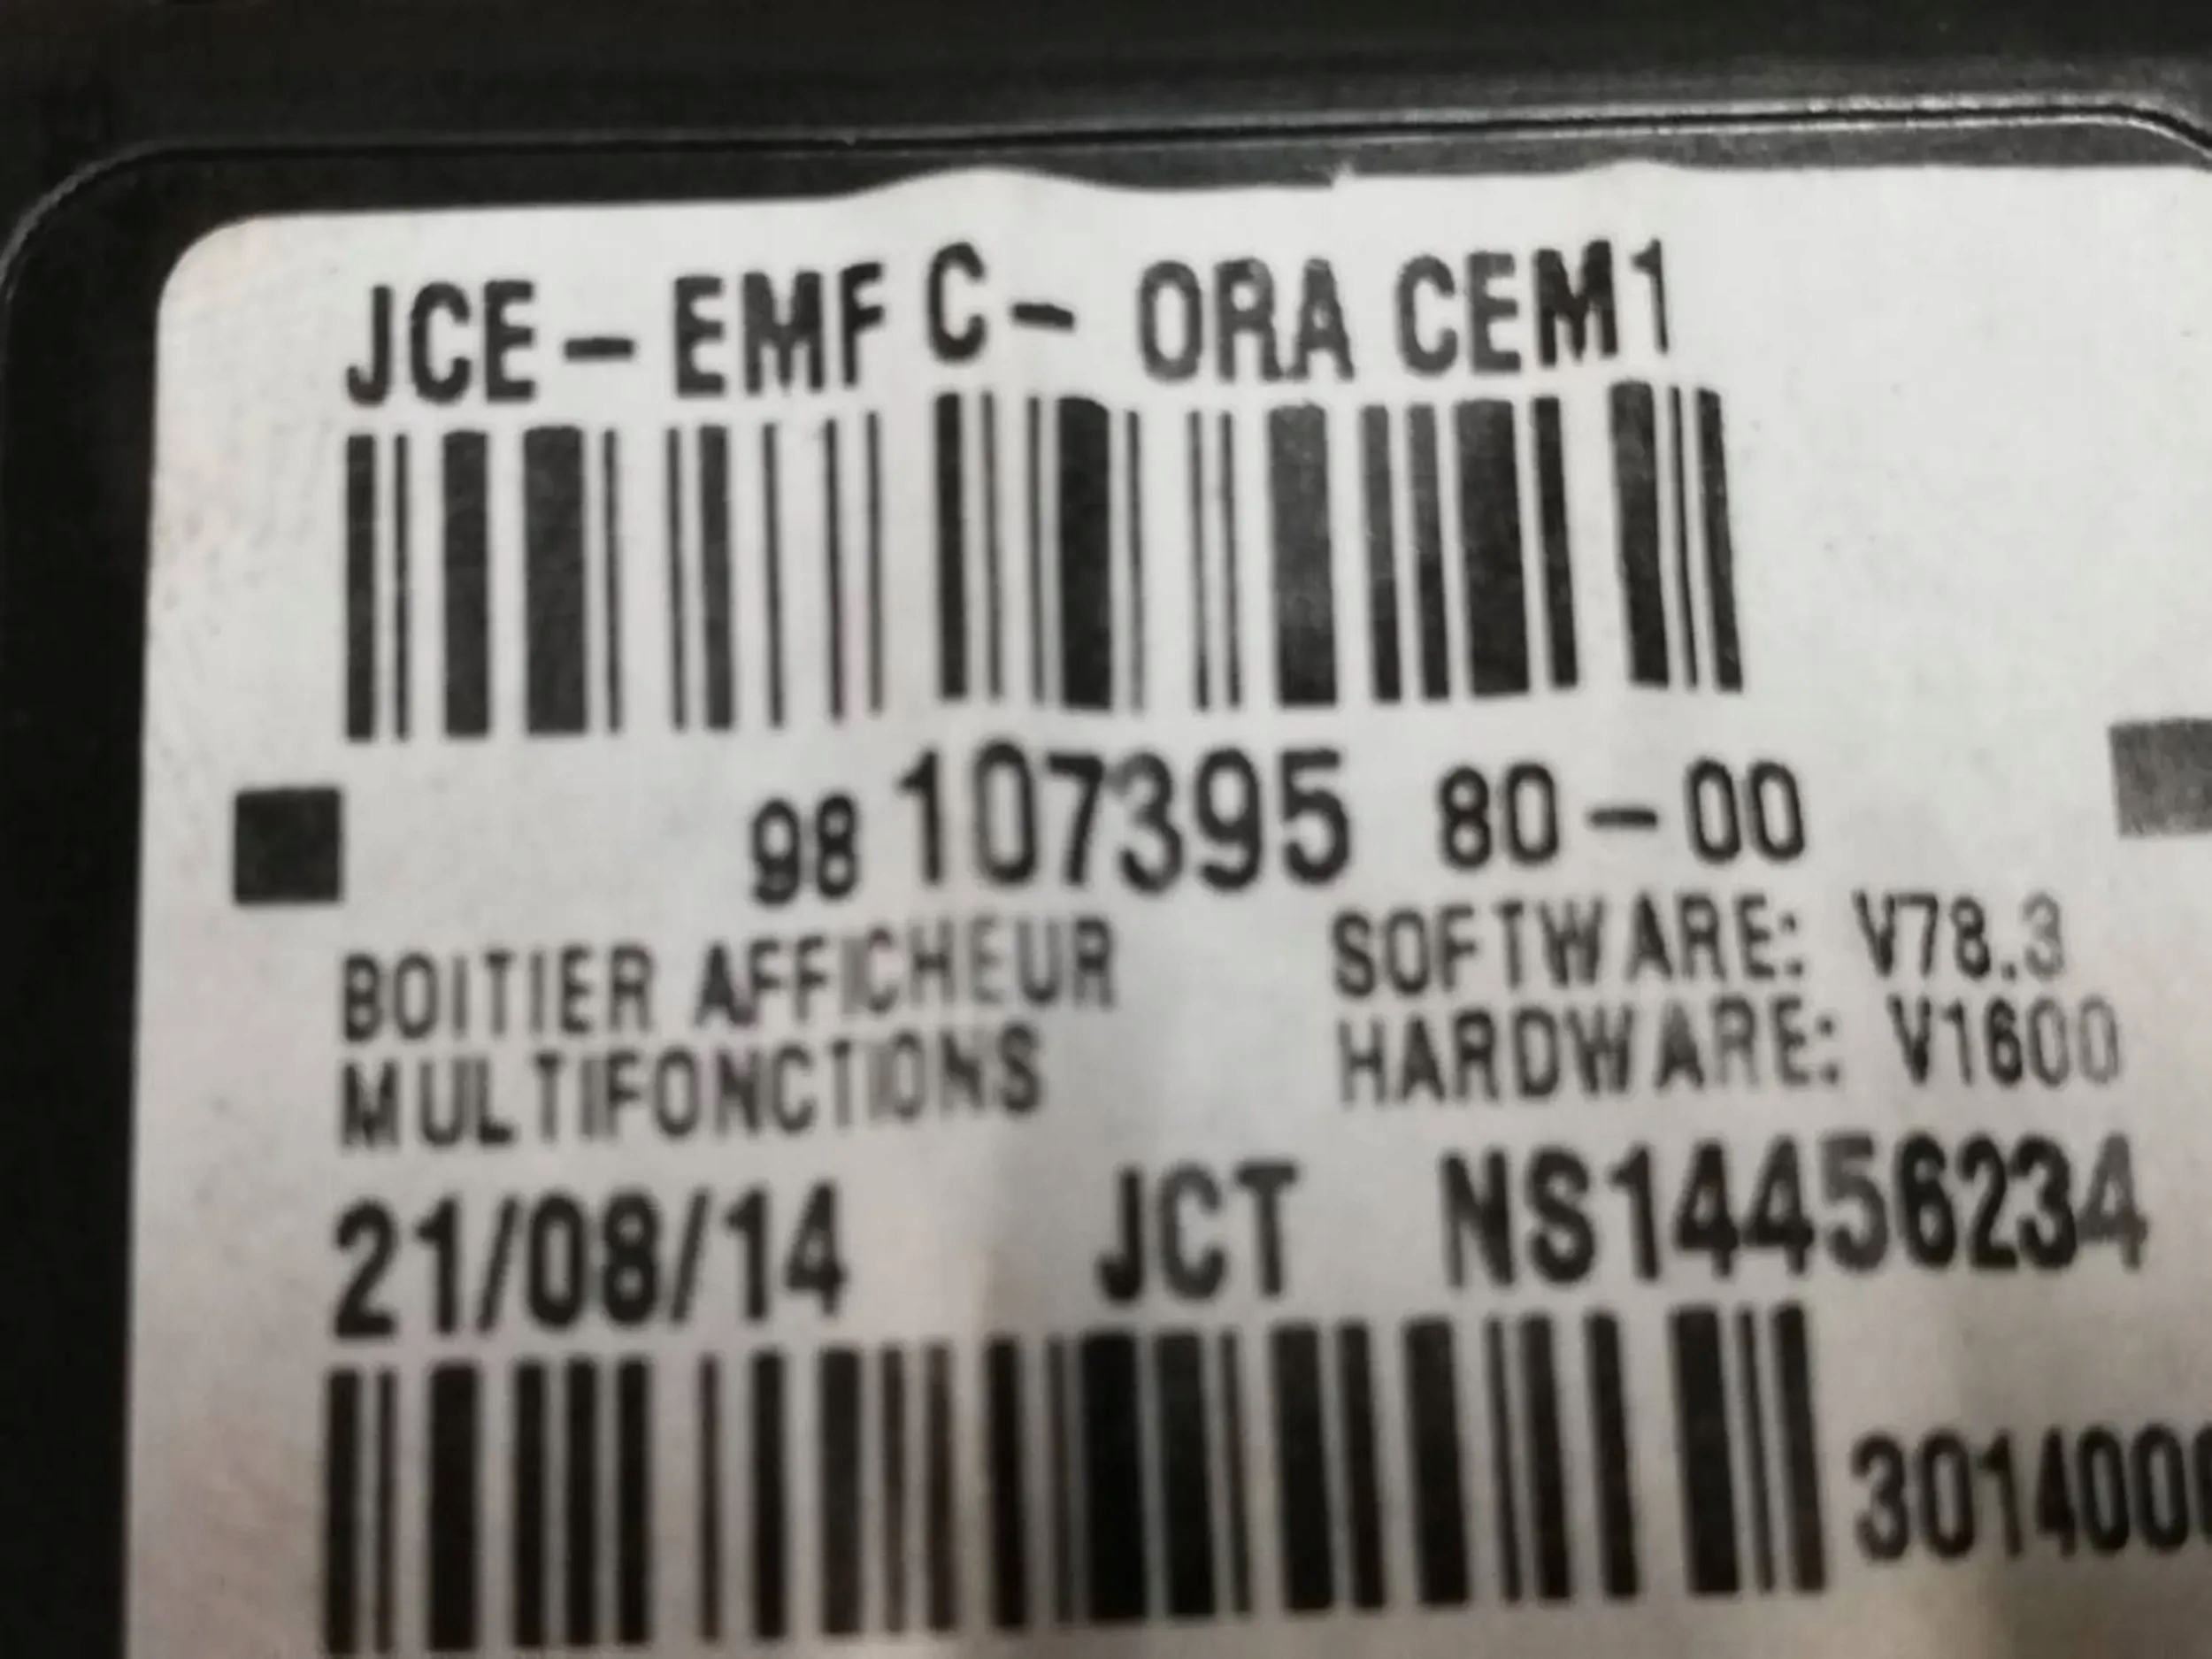 JCE-EMF C- ORA CEM1
98 107395 80-00
BOITIER AFFICHEUR SOFTWARE: V78.3
MULTIFONCTIONS HARDWARE: V1600
21/08/14 JCT NS14456234
301400